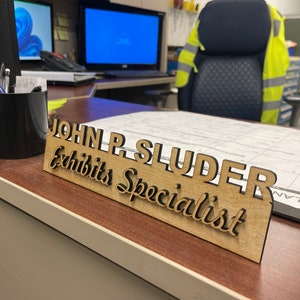 JOHN P. SLUDER
Exhibits Specialist